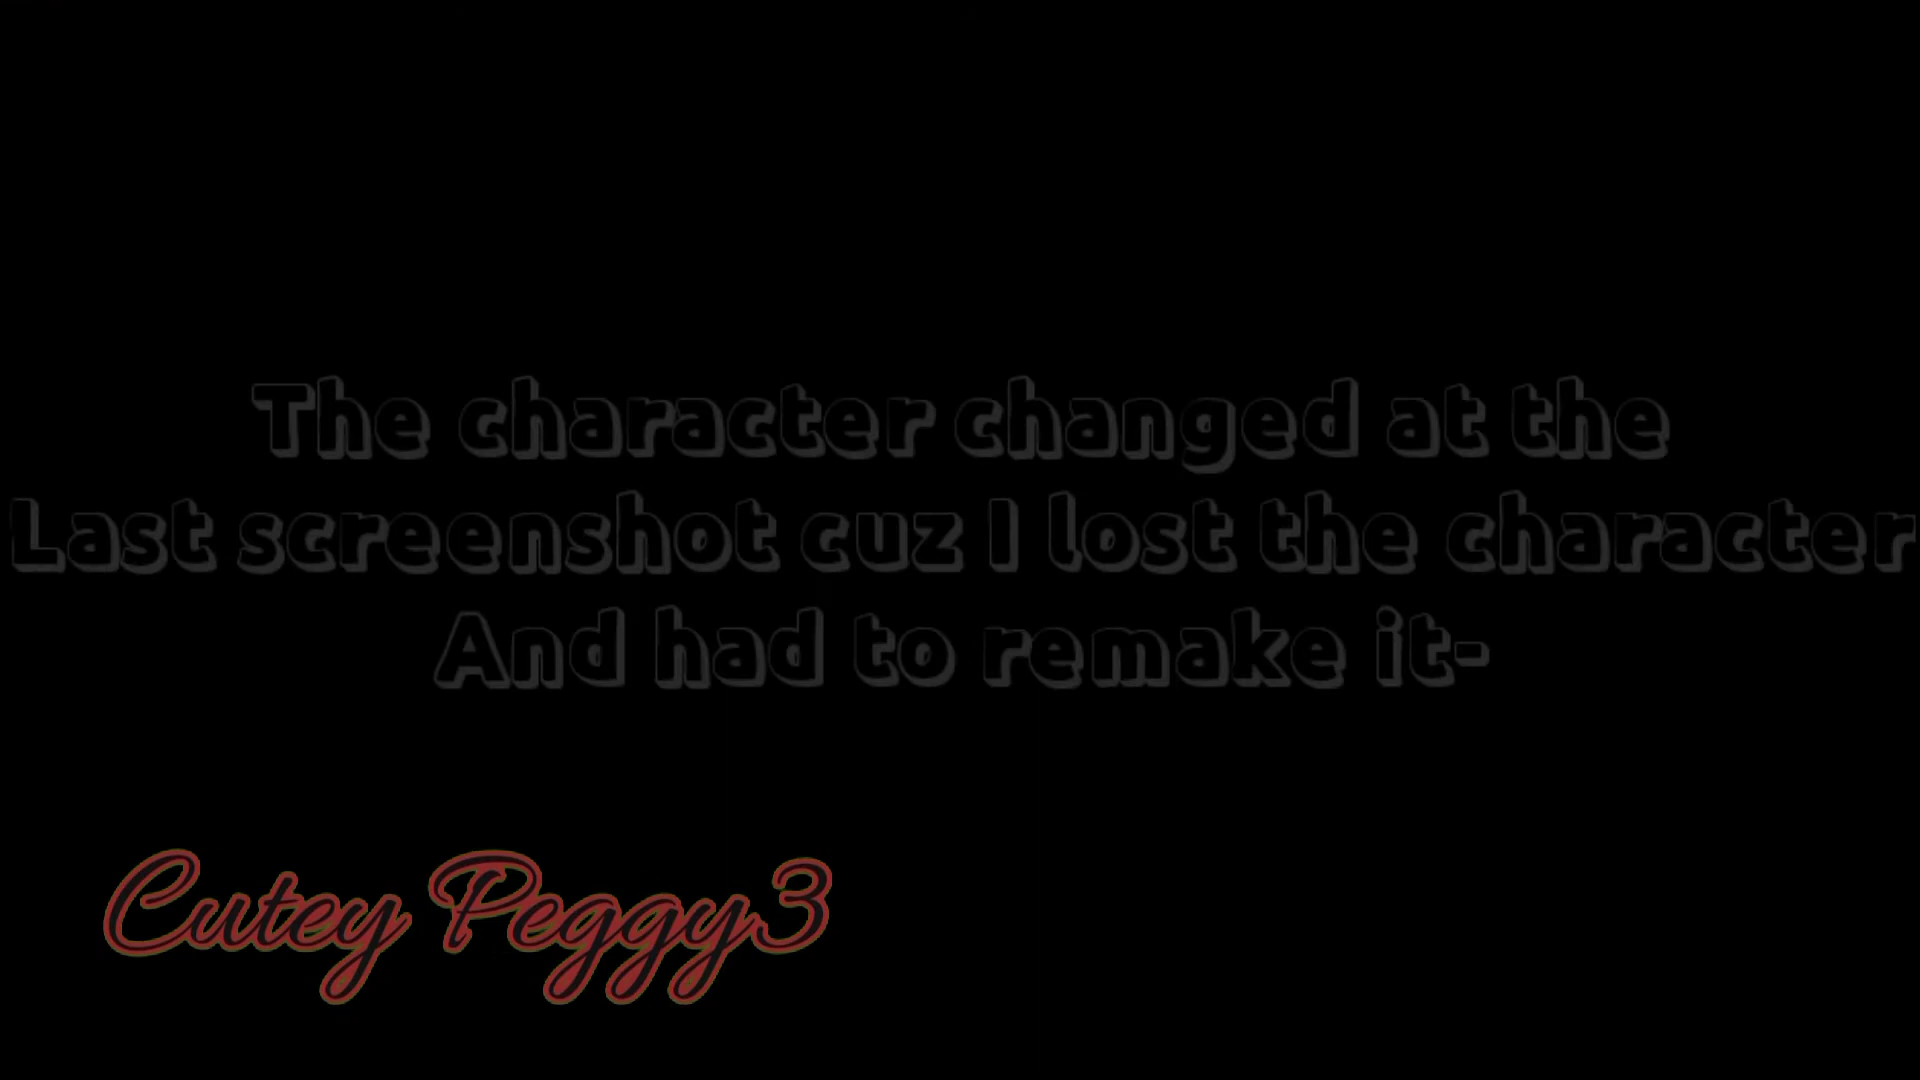 The character changed at the
Last screenshot cuz I lost the character
And had to remake it-
Cutey Peggy3